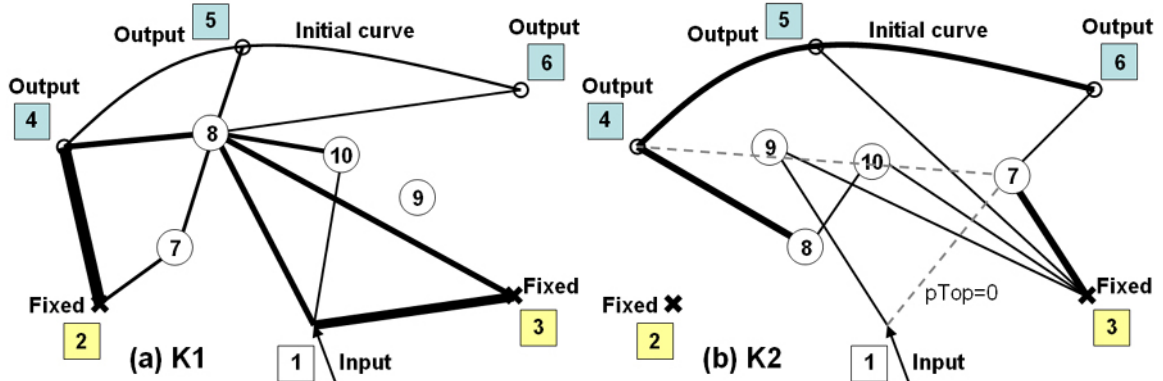 Output 5 Initial curve
Output
6
Output
4
8
10
9
7
Fixed
2
Fixed
3
1 Input
(a) K1
Output 5 Initial curve
Output
6
Output
4
9
10
7
8
pTop=0
Fixed
2
Fixed
3
1 Input
(b) K2